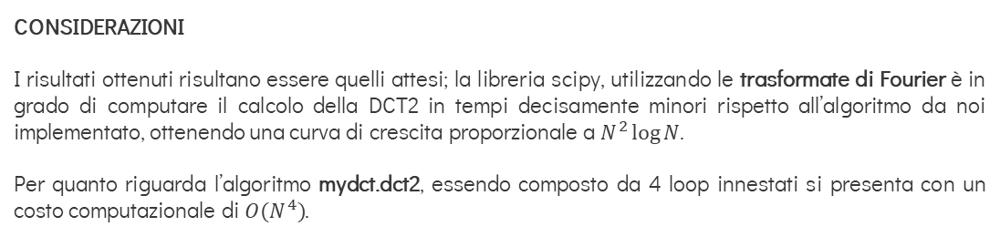 CONSIDERAZIONI
I risultati ottenuti risultano essere quelli attesi; la libreria scipy, utilizzando le trasformate di Fourier è in
grado di computare il calcolo della DCT2 in tempi decisamente minori rispetto all'algoritmo da noi
implementato, ottenendo una curva di crescita proporzionale a N² log N.
Per quanto riguarda l'algoritmo mydct.dct2, essendo composto da 4 loop innestati si presenta con un
costo computazionale di O(N⁴).